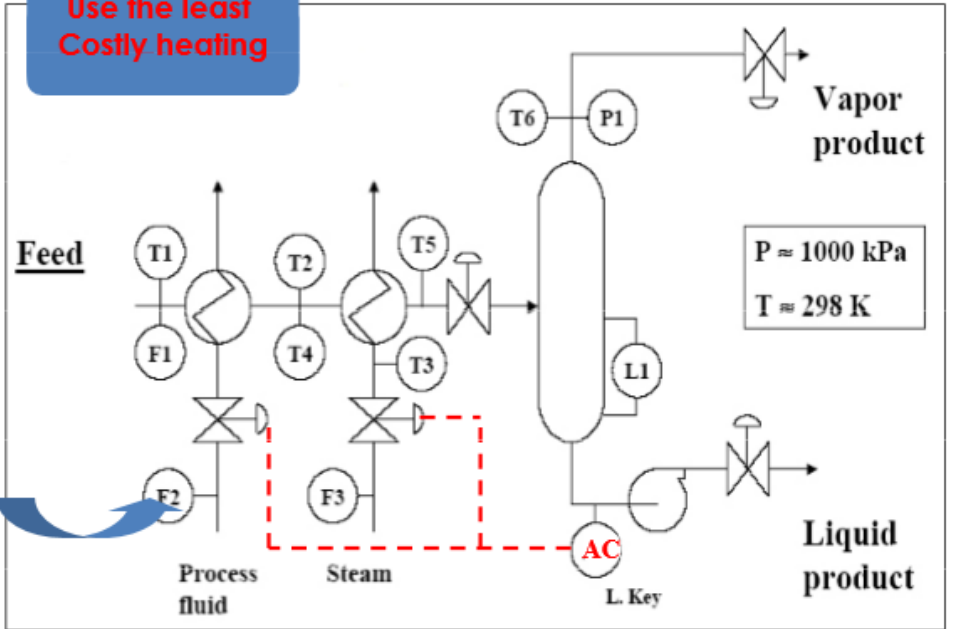 Use the least
Costly heating
Vapor
product
T6
P1
Feed
T1
T2
T5
P ≈ 1000 kPa
T ≈ 298 K
F1
T4
T3
L1
F2
F3
AC
Process
fluid
Steam
L. Key
Liquid
product